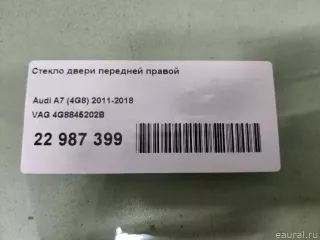 Стекло двери передней правой
Audi A7 (4G8) 2011-2018
VAG 4G8845202B
22 987 399
eaural.ru